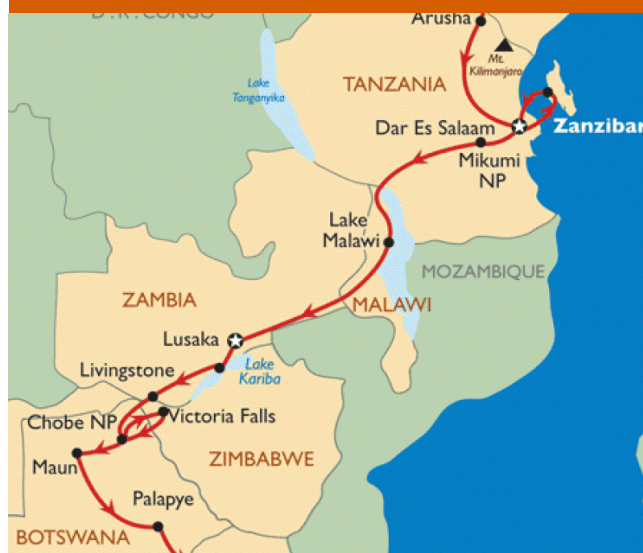 D.R. CONGO
Arusha
Mt.
Kilimanjaro
Lake
Tanganyika
TANZANIA
Dar Es Salaam
Zanzibar
Mikumi
NP
Lake
Malawi
MOZAMBIQUE
ZAMBIA
MALAWI
Lusaka
Lake
Kariba
Livingstone
Chobe NP
Victoria Falls
Maun
ZIMBABWE
Palapye
BOTSWANA